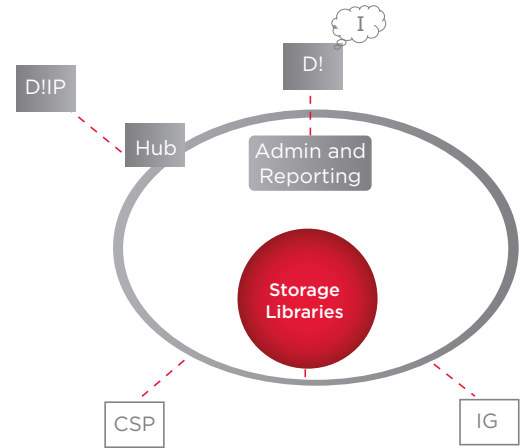 I
D!
D!IP
Hub
Admin and
Reporting
Storage
Libraries
CSP
IG